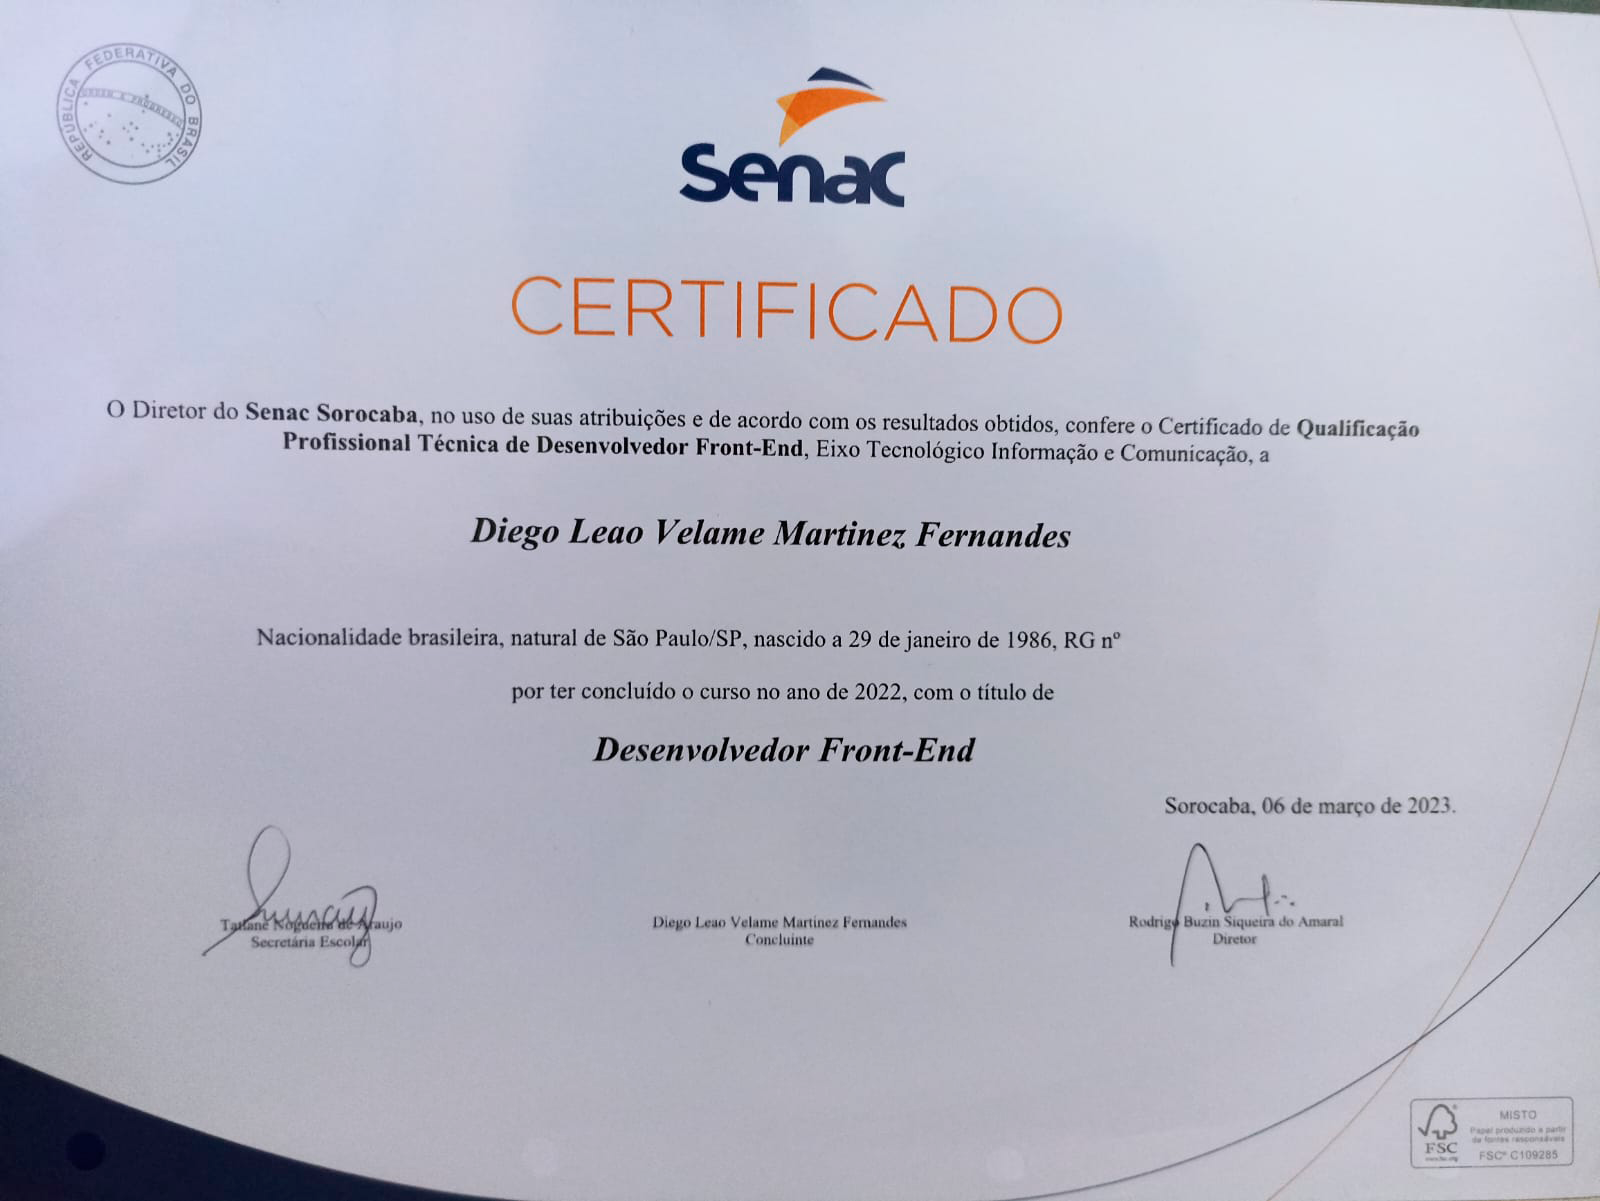 REPÚBLICA FEDERATIVA DO BRASIL
ORDEM E PROGRESSO
Senac
CERTIFICADO
O Diretor do Senac Sorocaba, no uso de suas atribuições e de acordo com os resultados obtidos, confere o Certificado de Qualificação
Profissional Técnica de Desenvolvedor Front-End, Eixo Tecnológico Informação e Comunicação, a
Diego Leao Velame Martinez Fernandes
Nacionalidade brasileira, natural de São Paulo/SP, nascido a 29 de janeiro de 1986, RG nº
por ter concluído o curso no ano de 2022, com o título de
Desenvolvedor Front-End
Sorocaba, 06 de março de 2023.
Tatiane Nogueira de Araujo
Secretária Escolar
Diego Leao Velame Martinez Fernandes
Concluinte
Rodrigo Buzin Siqueira do Amaral
Diretor
FSC
www.fsc.org
MISTO
Papel produzido a partir
de fontes responsáveis
FSC® C109285